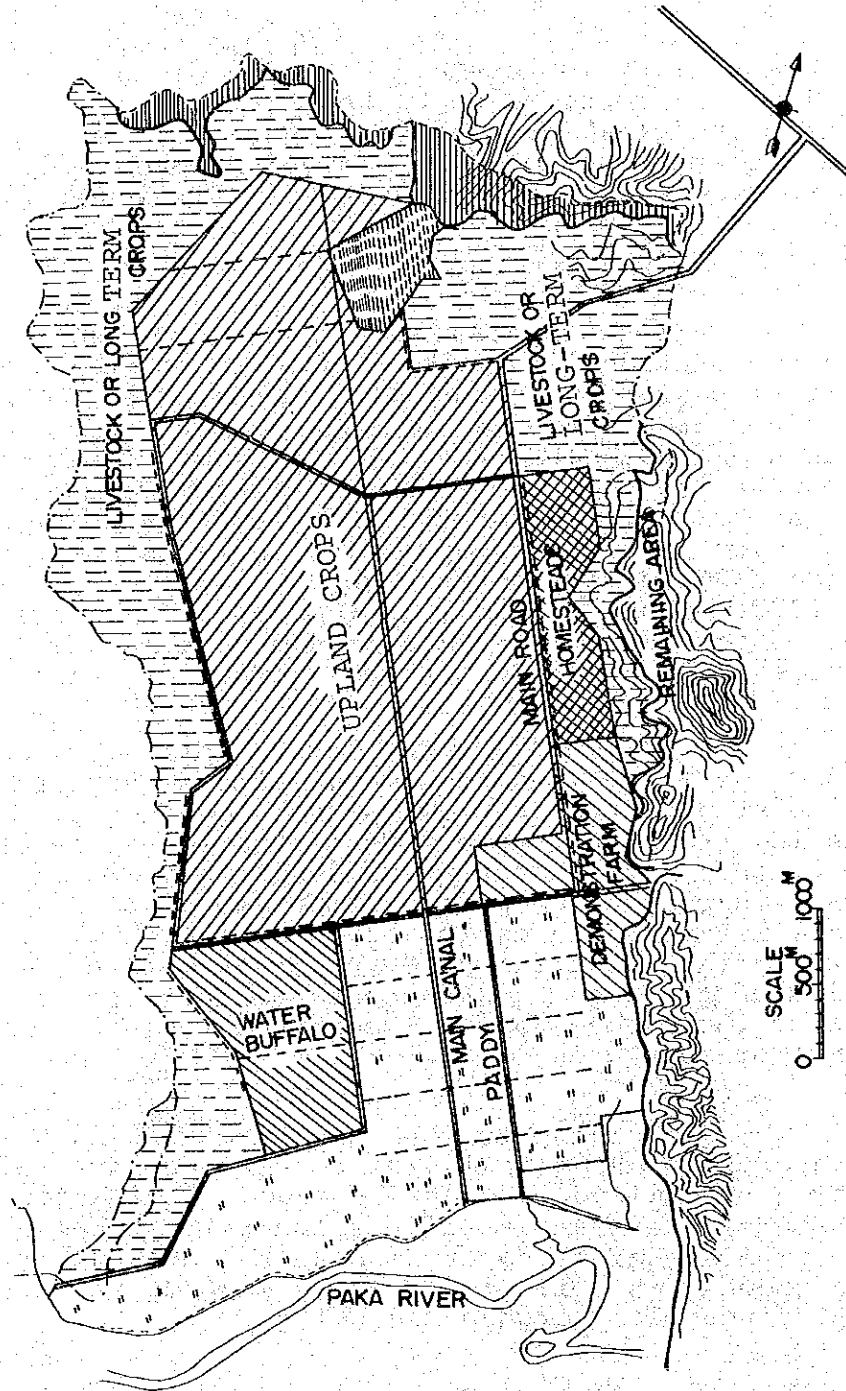 LIVESTOCK OR LONG TERM
CROPS
LIVESTOCK OR
LONG-TERM
CROPS
UPLAND CROPS
MAIN ROAD
HOMESTEADE
REMAINING AREA
DEMONSTRATION
FARM
WATER
BUFFALO
MAIN CANAL
PADDY
PAKA RIVER
SCALE
0 500M 1000M